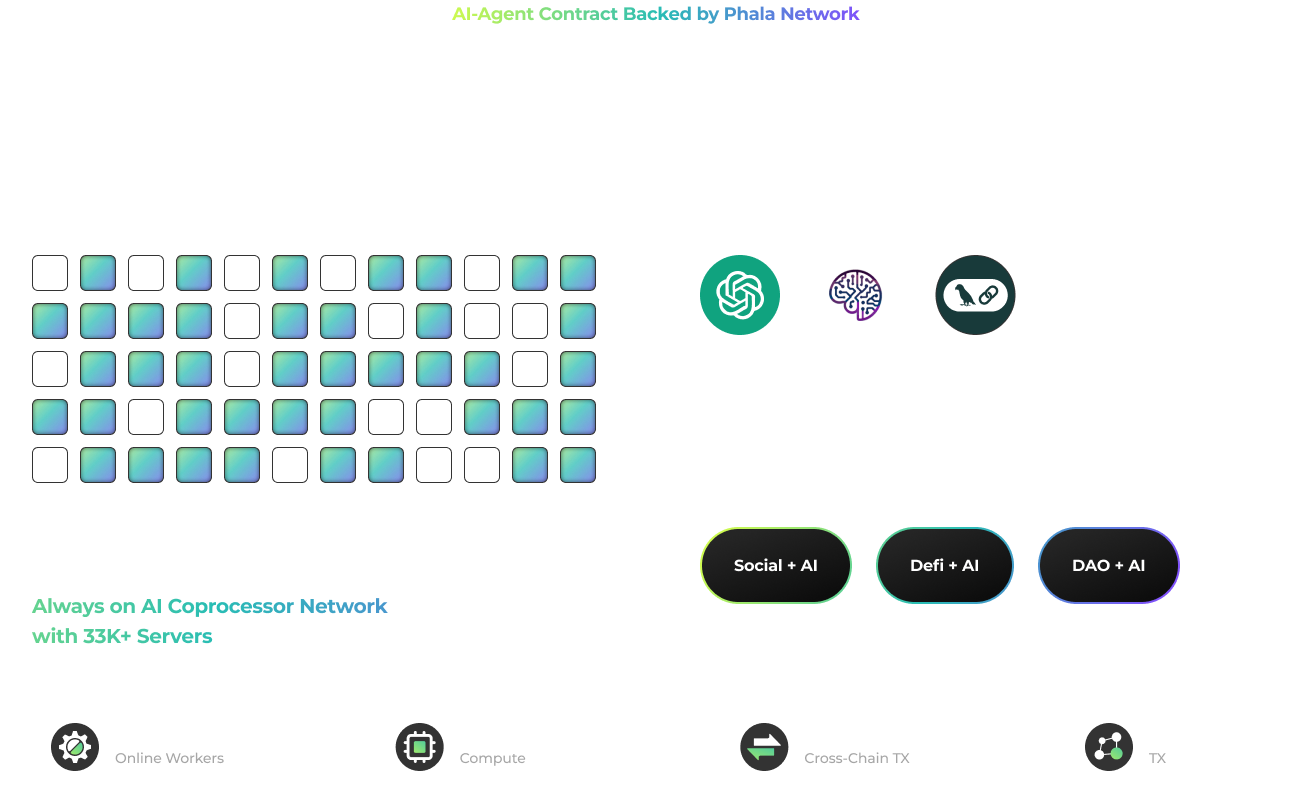 AI-Agent Contract Backed by Phala Network
Social + AI
Defi + AI
DAO + AI
Always on AI Coprocessor Network
with 33K+ Servers
Online Workers
Compute
Cross-Chain TX
TX